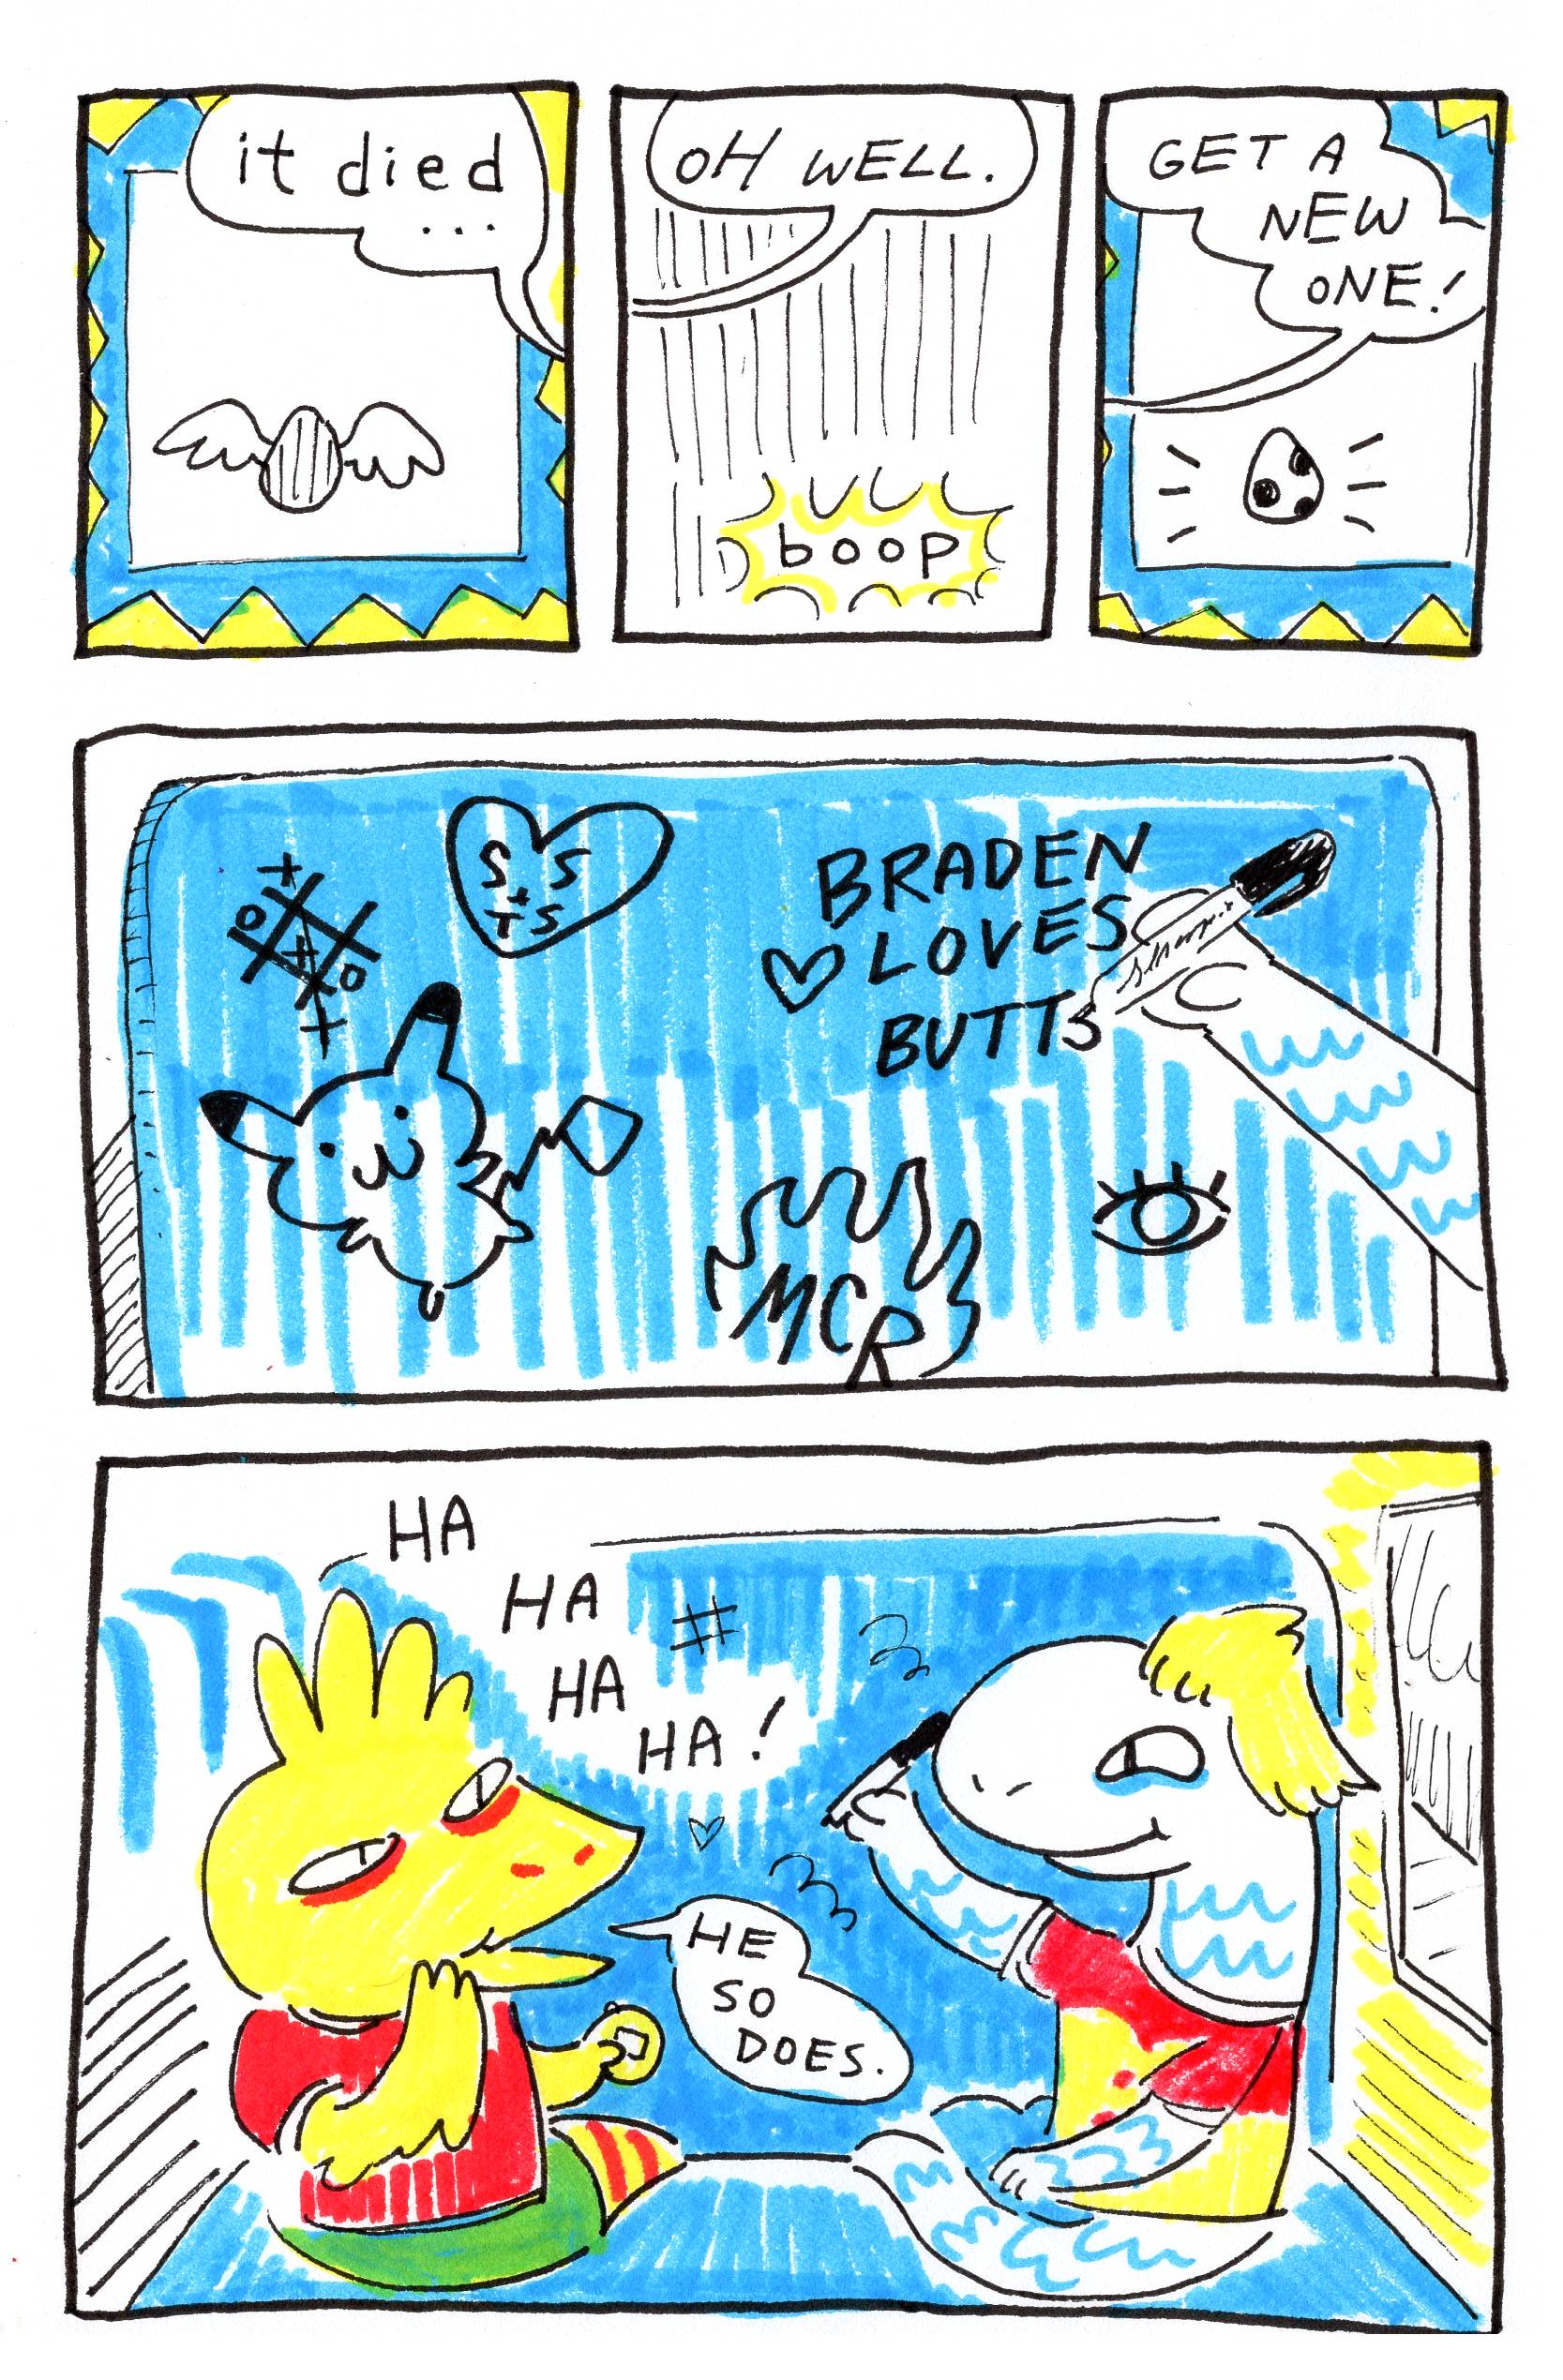 it died
...
OH WELL.
boop
GET A
NEW
ONE!
S S
+
T S
BRADEN
LOVES
BUTTS
Sharpie
MCR
HA
HA
HA
HA!
HE
SO
DOES.